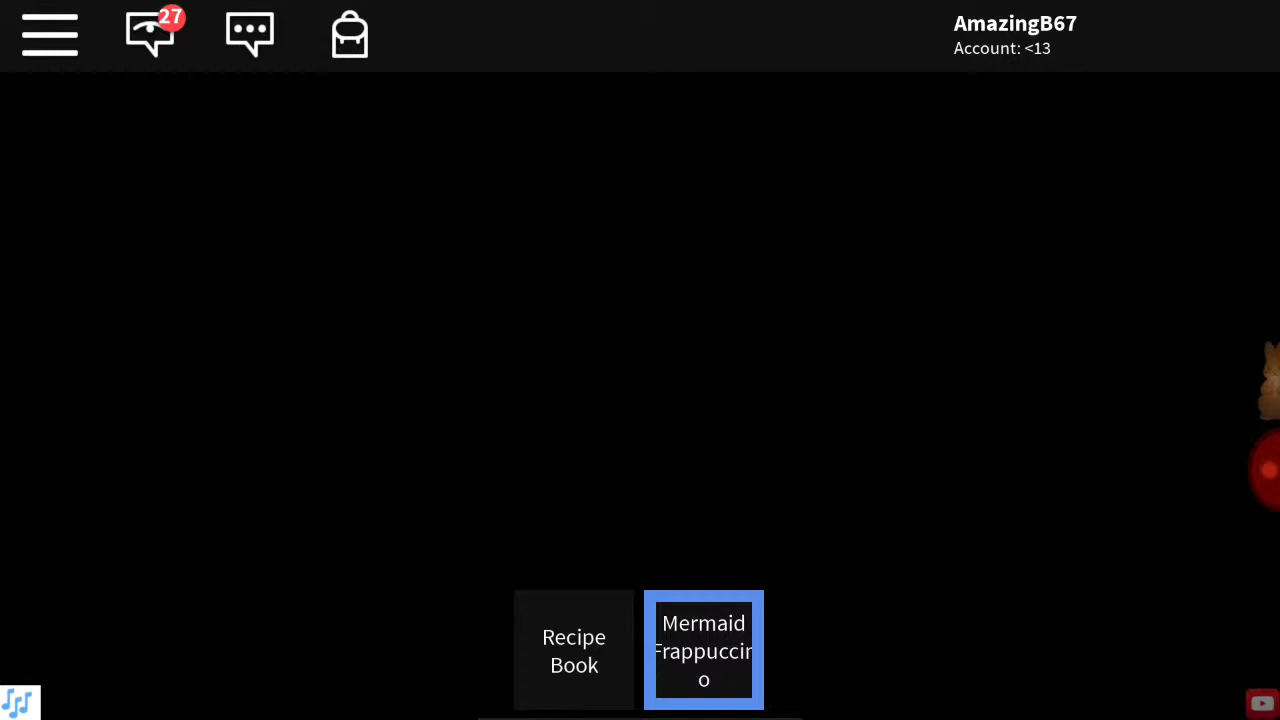 27
AmazingB67
Account: <13
Recipe
Book
Mermaid
Frappuccin
o